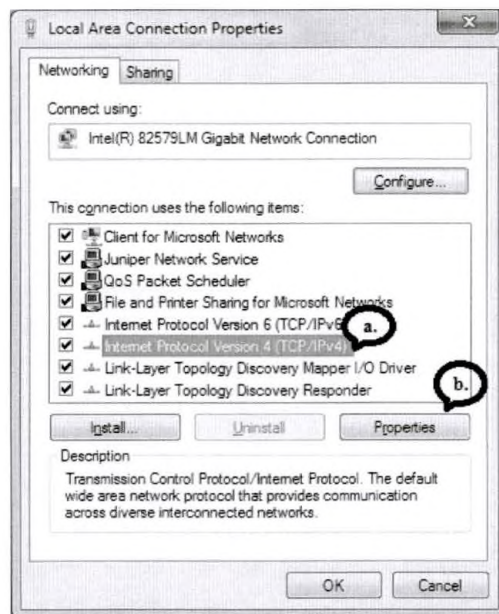 Local Area Connection Properties
Networking Sharing
Connect using:
Intel(R) 82579LM Gigabit Network Connection
Configure...
This connection uses the following items:
Client for Microsoft Networks
Juniper Network Service
QoS Packet Scheduler
File and Printer Sharing for Microsoft Networks
Internet Protocol Version 6 (TCP/IPv6
a.
Internet Protocol Version 4 (TCP/IPv4)
Link-Layer Topology Discovery Mapper I/O Driver
b.
Link-Layer Topology Discovery Responder
Install... Uninstall Properties
Description
Transmission Control Protocol/Internet Protocol. The default
wide area network protocol that provides communication
across diverse interconnected networks.
OK Cancel